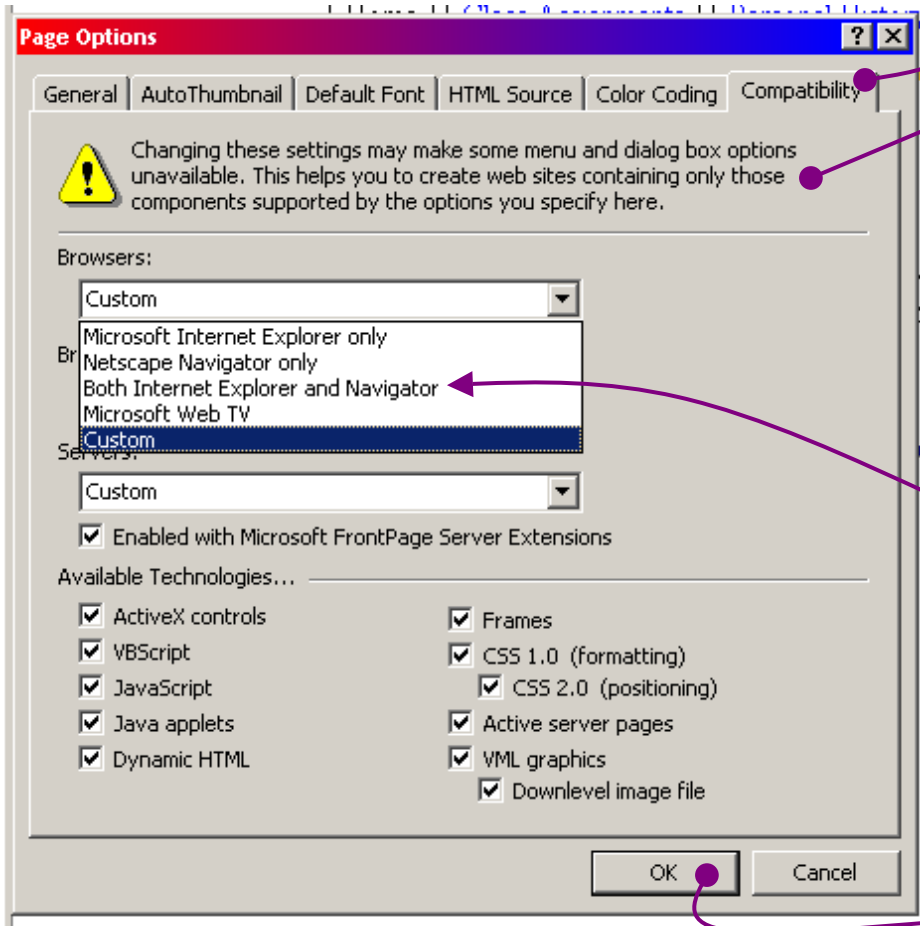 Page Options
General AutoThumbnail Default Font HTML Source Color Coding Compatibility
Changing these settings may make some menu and dialog box options
unavailable. This helps you to create web sites containing only those
components supported by the options you specify here.
Browsers:
Custom
Microsoft Internet Explorer only
Br
Netscape Navigator only
Both Internet Explorer and Navigator
Microsoft Web TV
Custom
Servers:
Custom
Enabled with Microsoft FrontPage Server Extensions
Available Technologies...
ActiveX controls
Frames
VBScript
CSS 1.0 (formatting)
JavaScript
CSS 2.0 (positioning)
Java applets
Active server pages
Dynamic HTML
VML graphics
Downlevel image file
OK Cancel